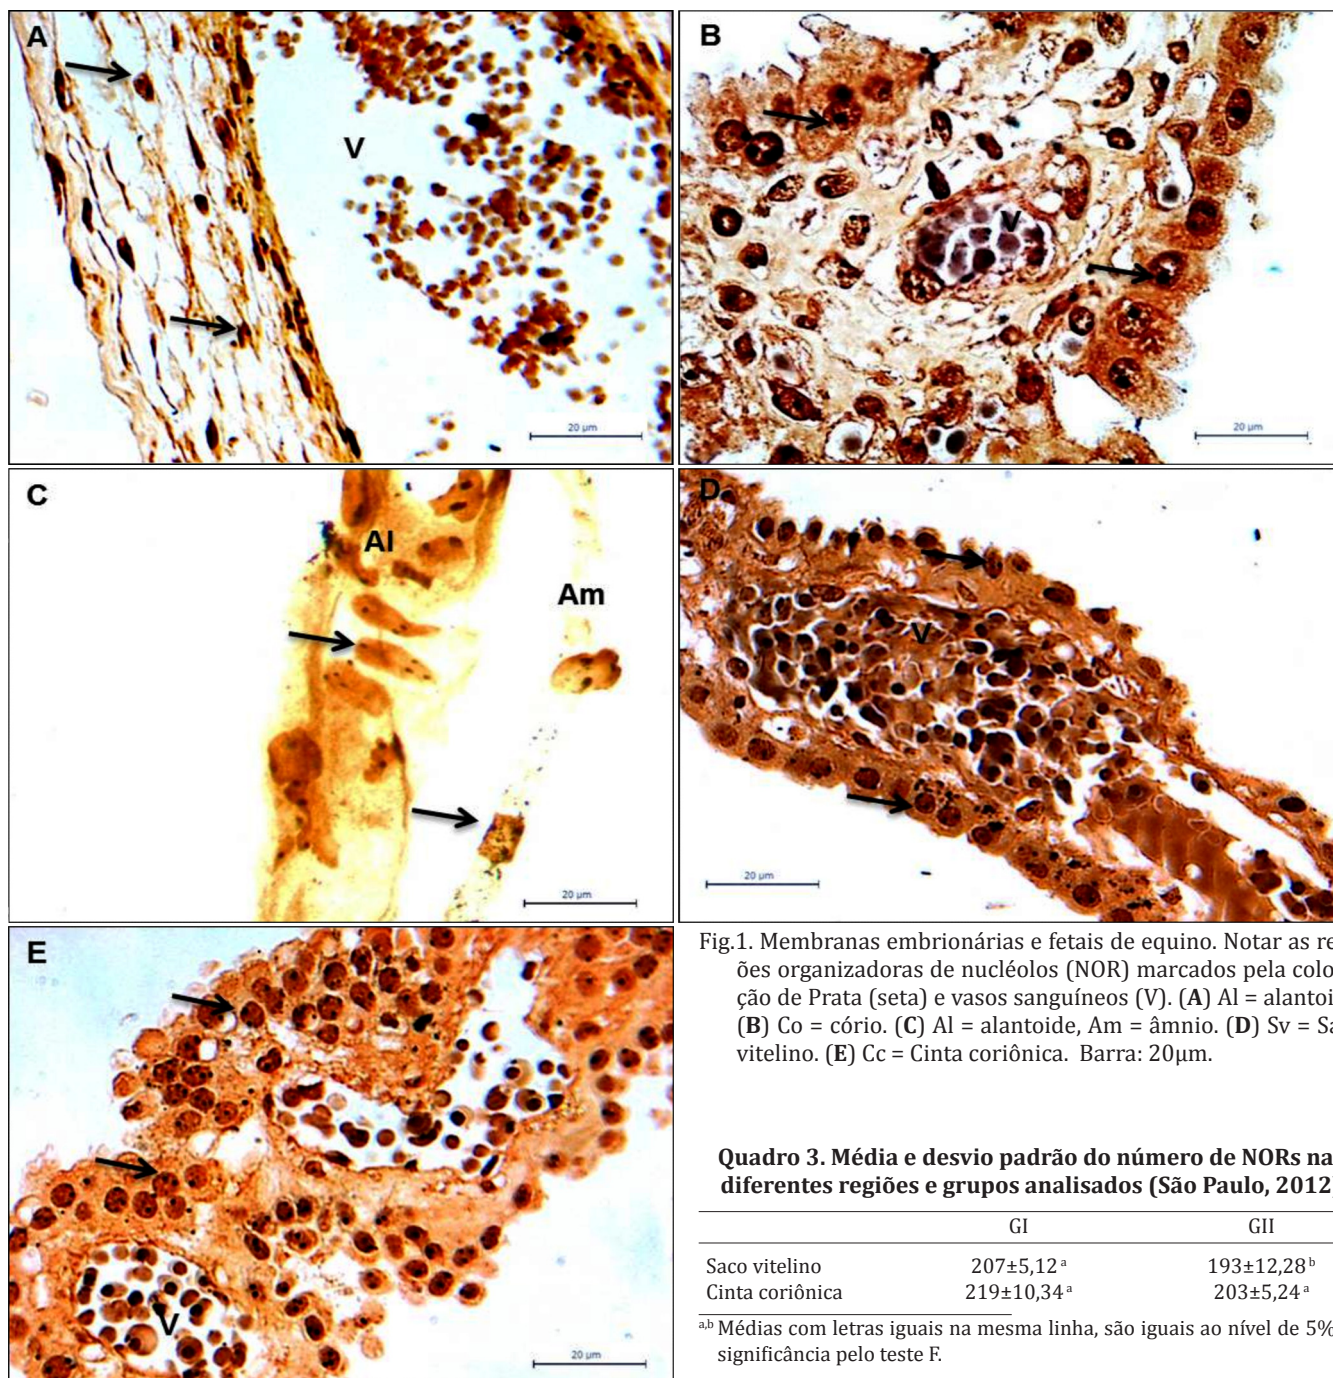 A
V
20 µm
B
V
20 µm
C
Al
Am
20 µm
D
V
20 µm
E
V
20 µm
Fig.1. Membranas embrionárias e fetais de equino. Notar as re
ões organizadoras de nucléolos (NOR) marcados pela colo
ção de Prata (seta) e vasos sanguíneos (V). (A) Al = alantoi
(B) Co = cório. (C) Al = alantoide, Am = âmnio. (D) Sv = Sa
vitelino. (E) Cc = Cinta coriônica. Barra: 20µm.
Quadro 3. Média e desvio padrão do número de NORs na
diferentes regiões e grupos analisados (São Paulo, 2012
GI GII
Saco vitelino 207±5,12 a 193±12,28 b
Cinta coriônica 219±10,34 a 203±5,24 a
a,b Médias com letras iguais na mesma linha, são iguais ao nível de 5%
significância pelo teste F.